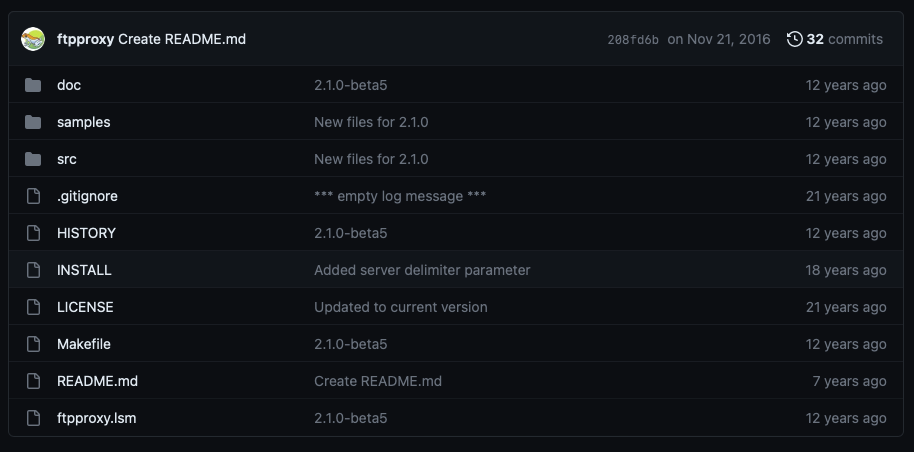 ftpproxy Create README.md 208fd6b on Nov 21, 2016 32 commits
doc 2.1.0-beta5 12 years ago
samples New files for 2.1.0 12 years ago
src New files for 2.1.0 12 years ago
.gitignore *** empty log message *** 21 years ago
HISTORY 2.1.0-beta5 12 years ago
INSTALL Added server delimiter parameter 18 years ago
LICENSE Updated to current version 21 years ago
Makefile 2.1.0-beta5 12 years ago
README.md Create README.md 7 years ago
ftpproxy.lsm 2.1.0-beta5 12 years ago